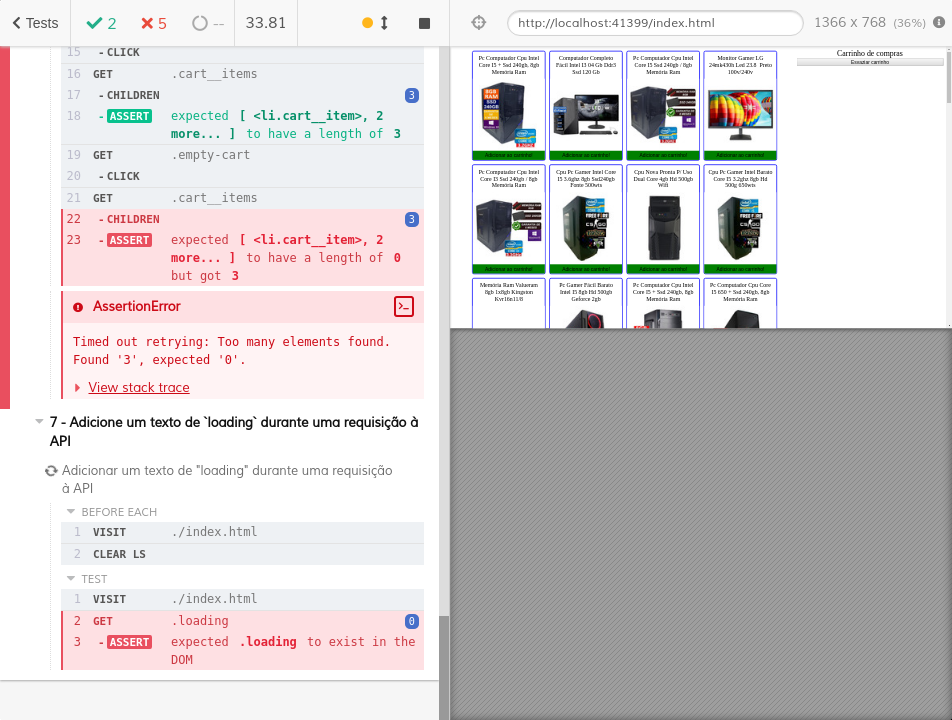 Tests
2
5
--
33.81
http://localhost:41399/index.html
1366 x 768 (36%)
15 - CLICK
16 GET .cart__items
17 - CHILDREN 3
18 - ASSERT expected [ <li.cart__item>, 2
more... ] to have a length of 3
19 GET .empty-cart
20 - CLICK
21 GET .cart__items
22 - CHILDREN 3
23 - ASSERT expected [ <li.cart__item>, 2
more... ] to have a length of 0
but got 3
AssertionError
Timed out retrying: Too many elements found.
Found '3', expected '0'.
View stack trace
7 - Adicione um texto de `loading` durante uma requisição à
API
Adicionar um texto de "loading" durante uma requisição
à API
BEFORE EACH
1 VISIT ./index.html
2 CLEAR LS
TEST
1 VISIT ./index.html
2 GET .loading 0
3 - ASSERT expected .loading to exist in the
DOM
Pc Computador Cpu Intel
Core I5 + Ssd 240gb, 8gb
Memória Ram
Adicionar ao carrinho!
Computador Completo
Fácil Intel I3 04 Gb Ddr3
Ssd 120 Gb
Adicionar ao carrinho!
Pc Computador Cpu Intel
Core I3 Ssd 240gb / 8gb
Memória Ram
Adicionar ao carrinho!
Monitor Gamer LG
24mk430h Led 23.8 Preto
100v/240v
Adicionar ao carrinho!
Carrinho de compras
Esvaziar carrinho
Pc Computador Cpu Intel
Core I3 Ssd 240gb / 8gb
Memória Ram
Adicionar ao carrinho!
Cpu Pc Gamer Intel Core
I5 3.6ghz 8gb Ssd240gb
Fonte 500wts
Adicionar ao carrinho!
Cpu Nova Pronta P/ Uso
Dual Core 4gb Hd 500gb
Wifi
Adicionar ao carrinho!
Cpu Pc Gamer Intel Barato
Core I5 3.2ghz 8gb Hd
500g 650wts
Adicionar ao carrinho!
Memória Ram Valueram
8gb 1x8gb Kingston
Kvr16n11/8
Pc Gamer Fácil Barato
Intel I5 8gb Hd 500gb
Geforce 2gb
Pc Computador Cpu Intel
Core I5 + Ssd 240gb, 8gb
Memória Ram
Pc Computador Cpu Core
I5 650 + Ssd 240gb, 8gb
Memória Ram